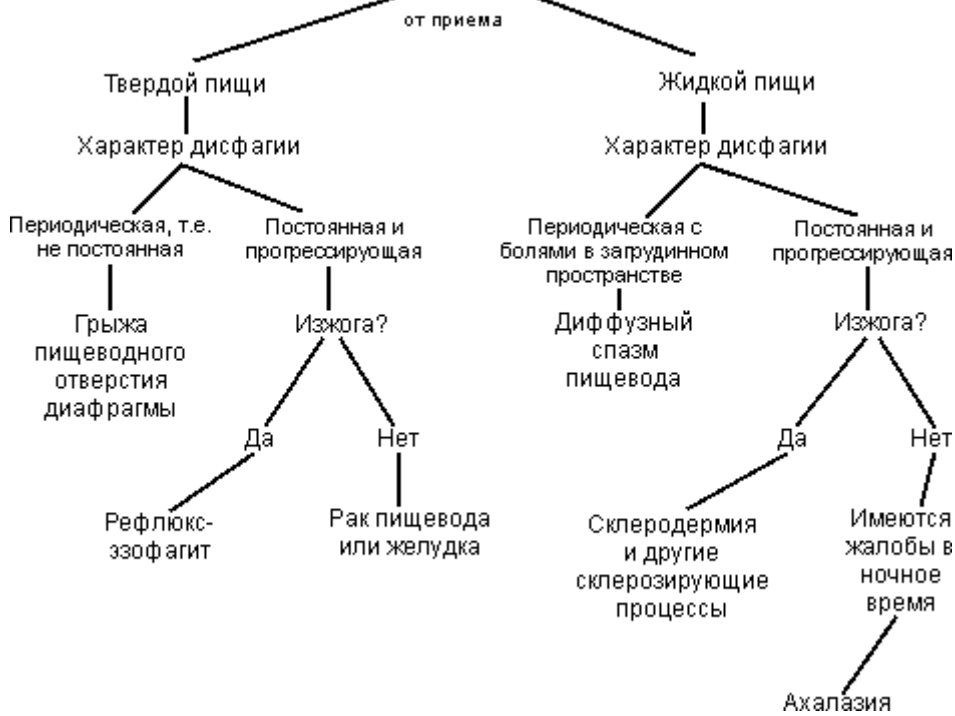 от приема
Твердой пищи
Жидкой пищи
Характер дисфагии
Характер дисфагии
Периодическая, т.е.
не постоянная
Постоянная и
прогрессирующая
Периодическая с
болями в загрудинном
пространстве
Постоянная и
прогрессирующая
Грыжа
пищеводного
отверстия
диафрагмы
Изжога?
Диффузный
спазм
пищевода
Изжога?
Да
Нет
Да
Нет
Рефлюкс-
эзофагит
Рак пищевода
или желудка
Склеродермия
и другие
склерозирующие
процессы
Имеются
жалобы в
ночное
время
Ахалазия